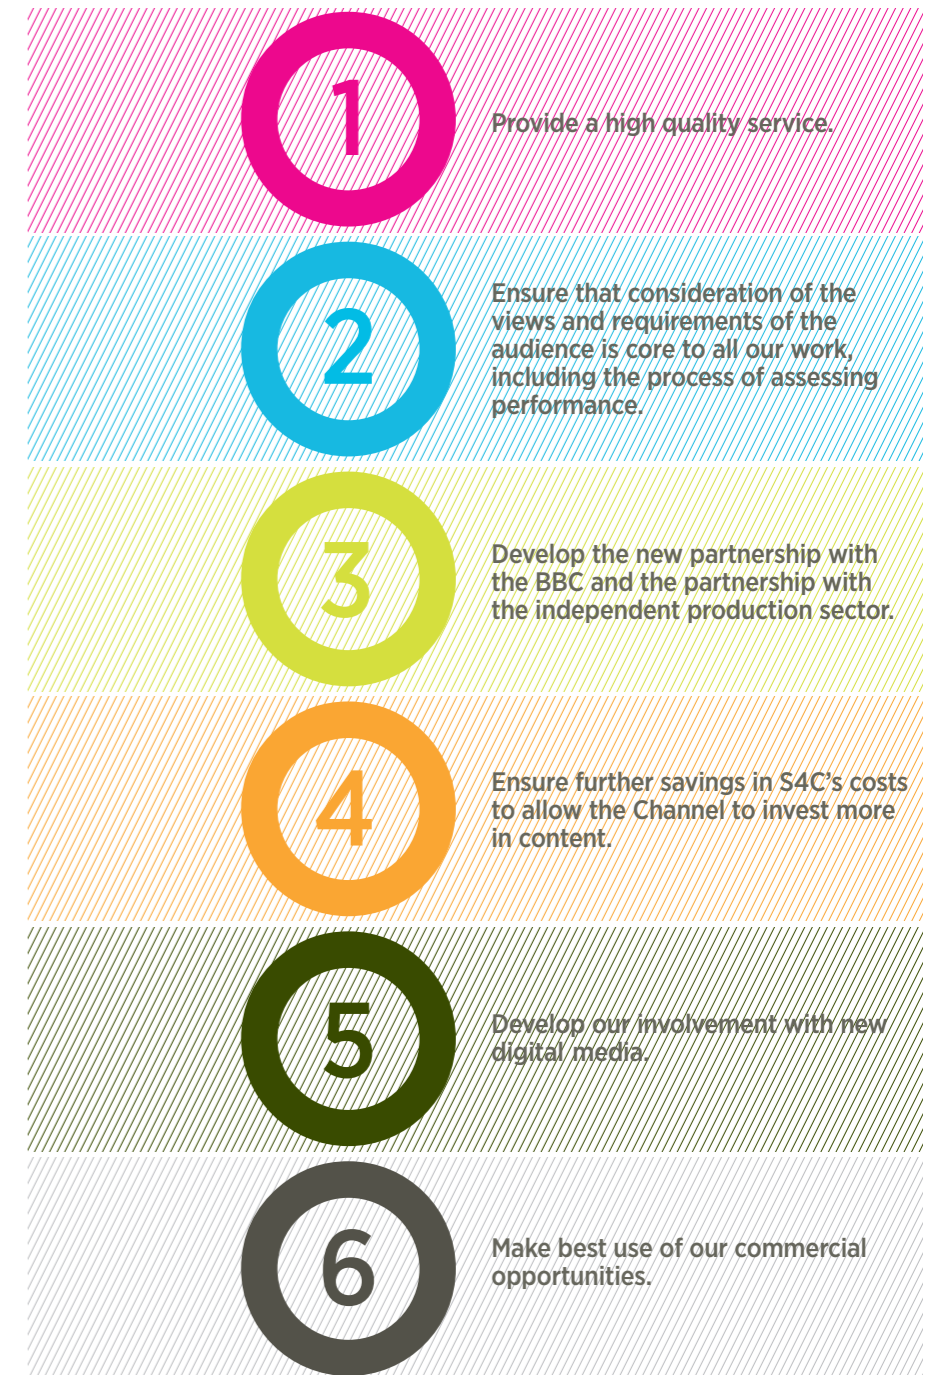 1
Provide a high quality service.
2
Ensure that consideration of the
views and requirements of the
audience is core to all our work,
including the process of assessing
performance.
3
Develop the new partnership with
the BBC and the partnership with
the independent production sector.
4
Ensure further savings in S4C’s costs
to allow the Channel to invest more
in content.
5
Develop our involvement with new
digital media.
6
Make best use of our commercial
opportunities.